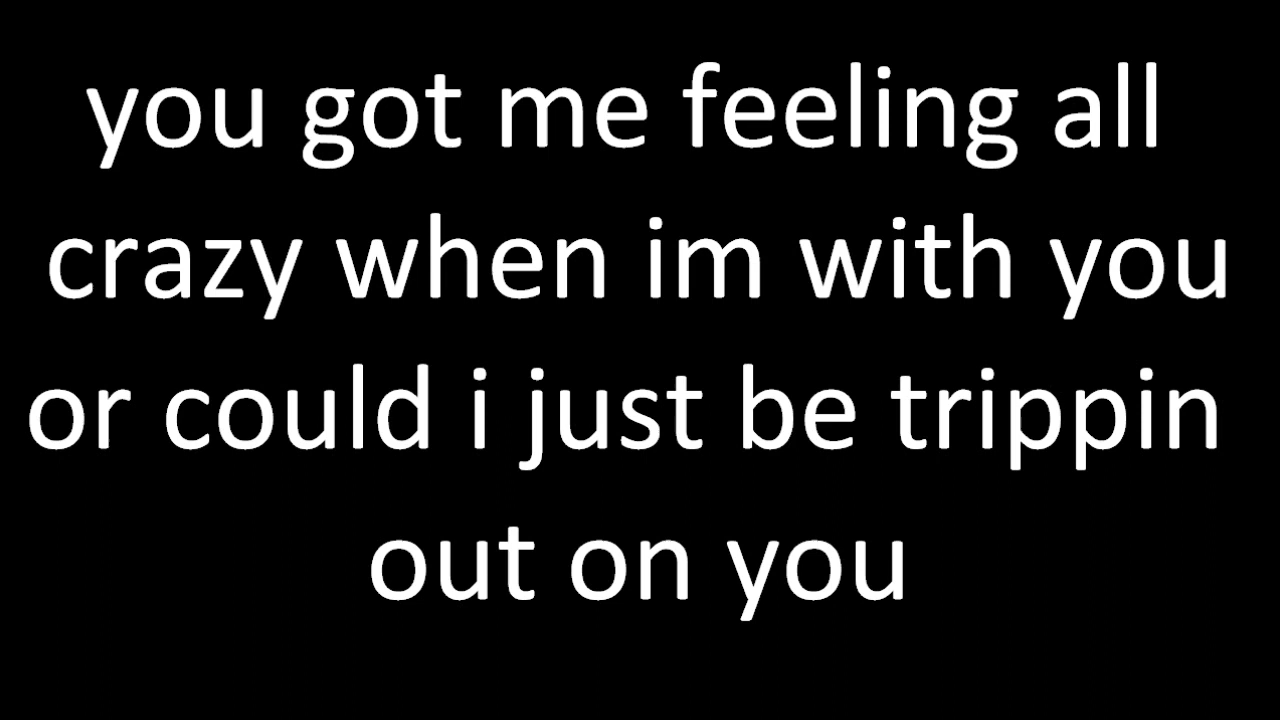 you got me feeling all
crazy when im with you
or could i just be trippin
out on you